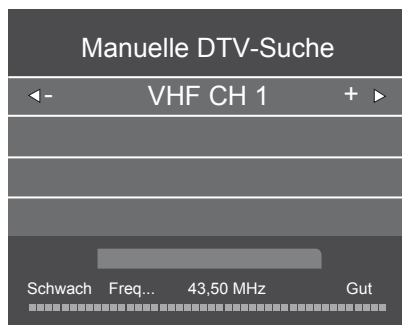 Manuelle DTV-Suche
- VHF CH 1 +
Schwach Freq... 43,50 MHz Gut